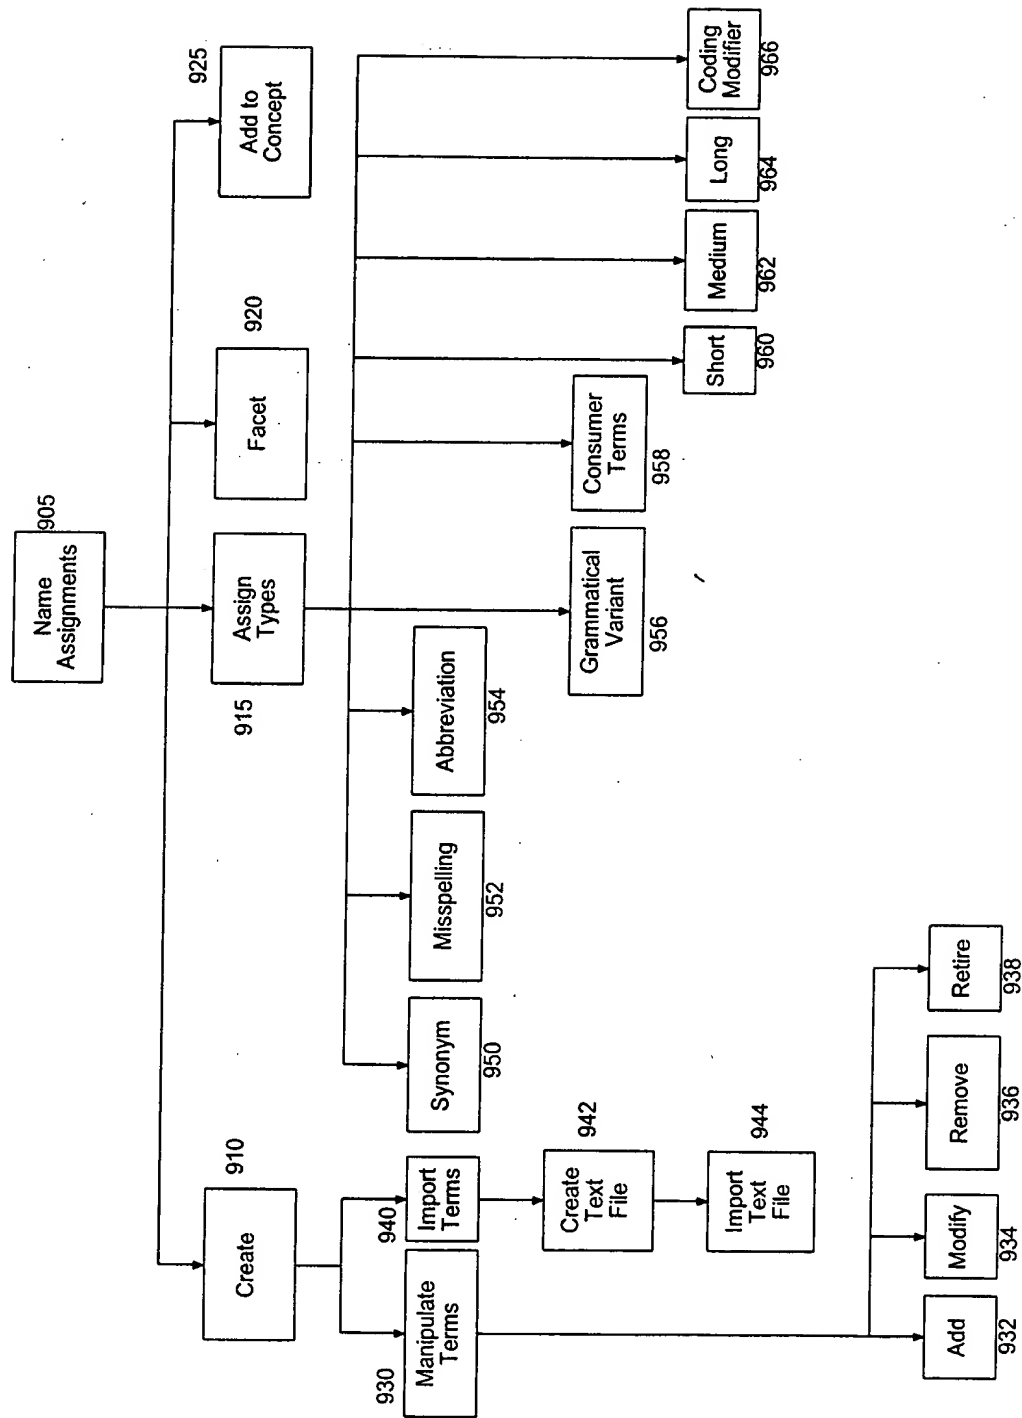 Name
Assignments
905
Create
910
Assign
Types
915
Facet
920
Add to
Concept
925
Manipulate
Terms
930
Import
Terms
940
Synonym
950
Misspelling
952
Abbreviation
954
Create
Text
File
942
Grammatical
Variant
956
Consumer
Terms
958
Import
Text
File
944
Short
960
Medium
962
Long
964
Coding
Modifier
966
Add
932
Modify
934
Remove
936
Retire
938